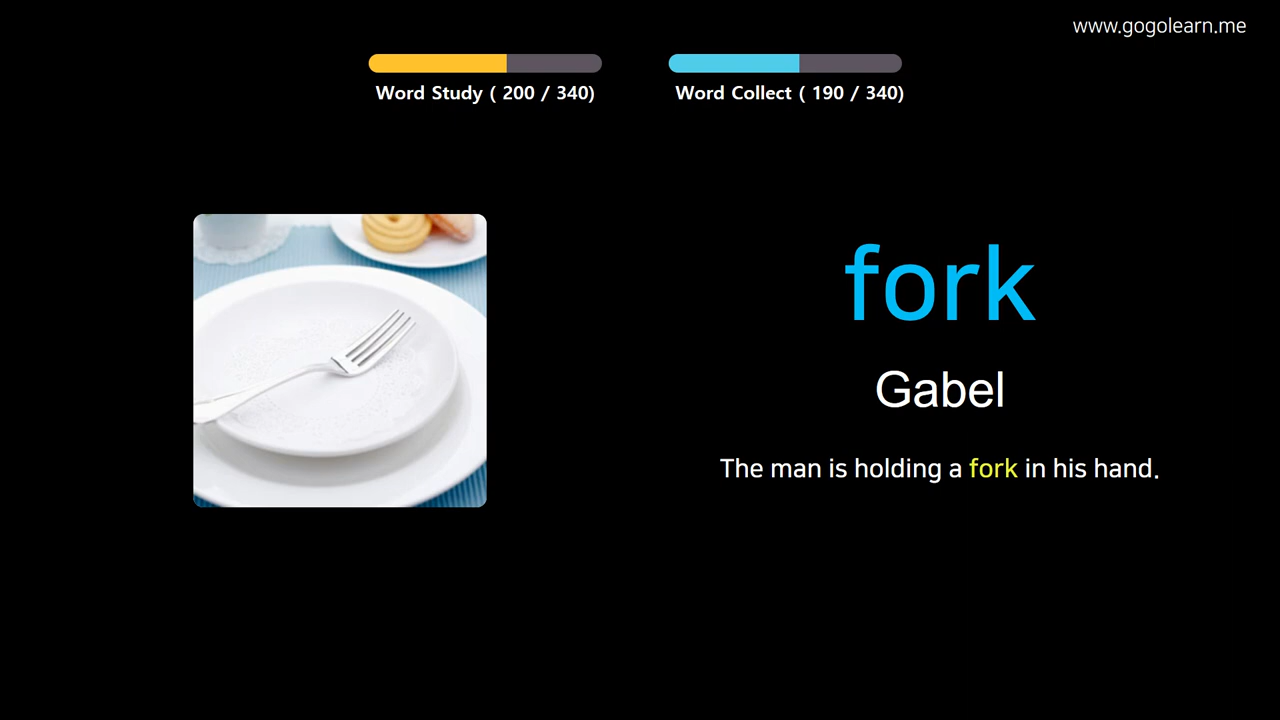 www.gogolearn.me
Word Study ( 200 / 340)
Word Collect ( 190 / 340)
fork
Gabel
The man is holding a fork in his hand.